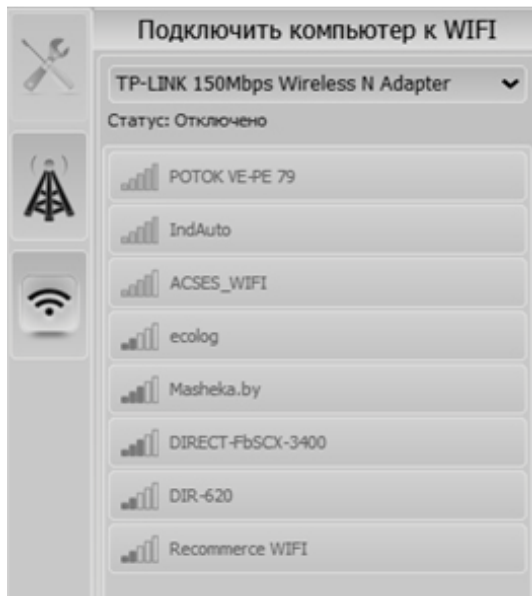 Подключить компьютер к WIFI
TP-LINK 150Mbps Wireless N Adapter
Статус: Отключено
POTOK VE-PE 79
IndAuto
ACSES_WIFI
ecolog
Masheka.by
DIRECT-FbSCX-3400
DIR-620
Recommerce WIFI